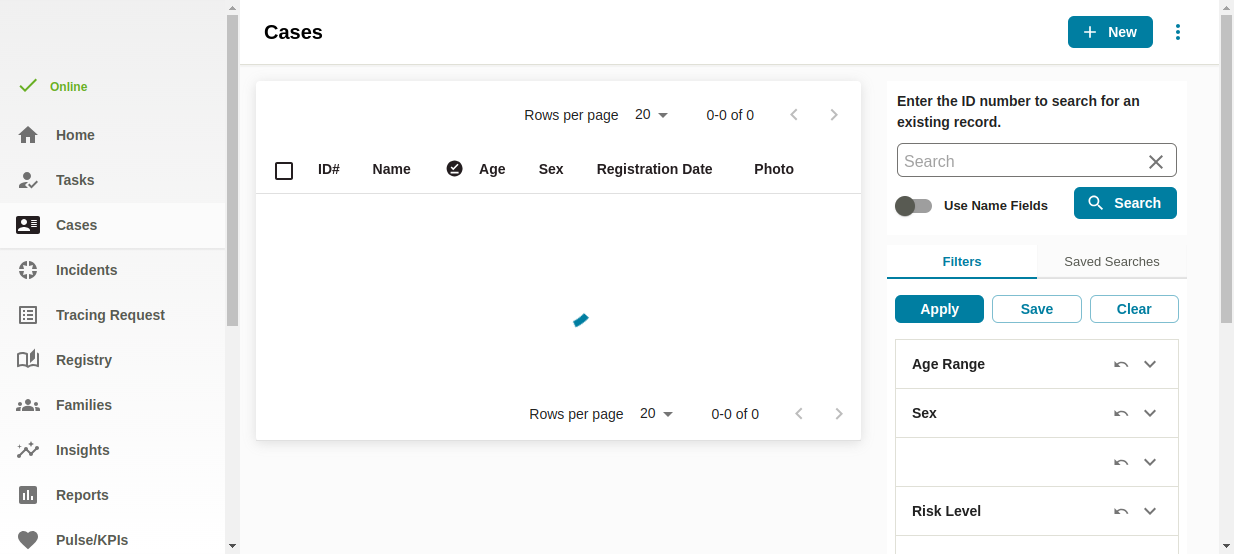 Cases
New
Online
Home
Tasks
Cases
Incidents
Tracing Request
Registry
Families
Insights
Reports
Pulse/KPIs
Rows per page 20 0-0 of 0
ID# Name Age Sex Registration Date Photo
Rows per page 20 0-0 of 0
Enter the ID number to search for an
existing record.
Search
Use Name Fields
Search
Filters Saved Searches
Apply Save Clear
Age Range
Sex
Risk Level